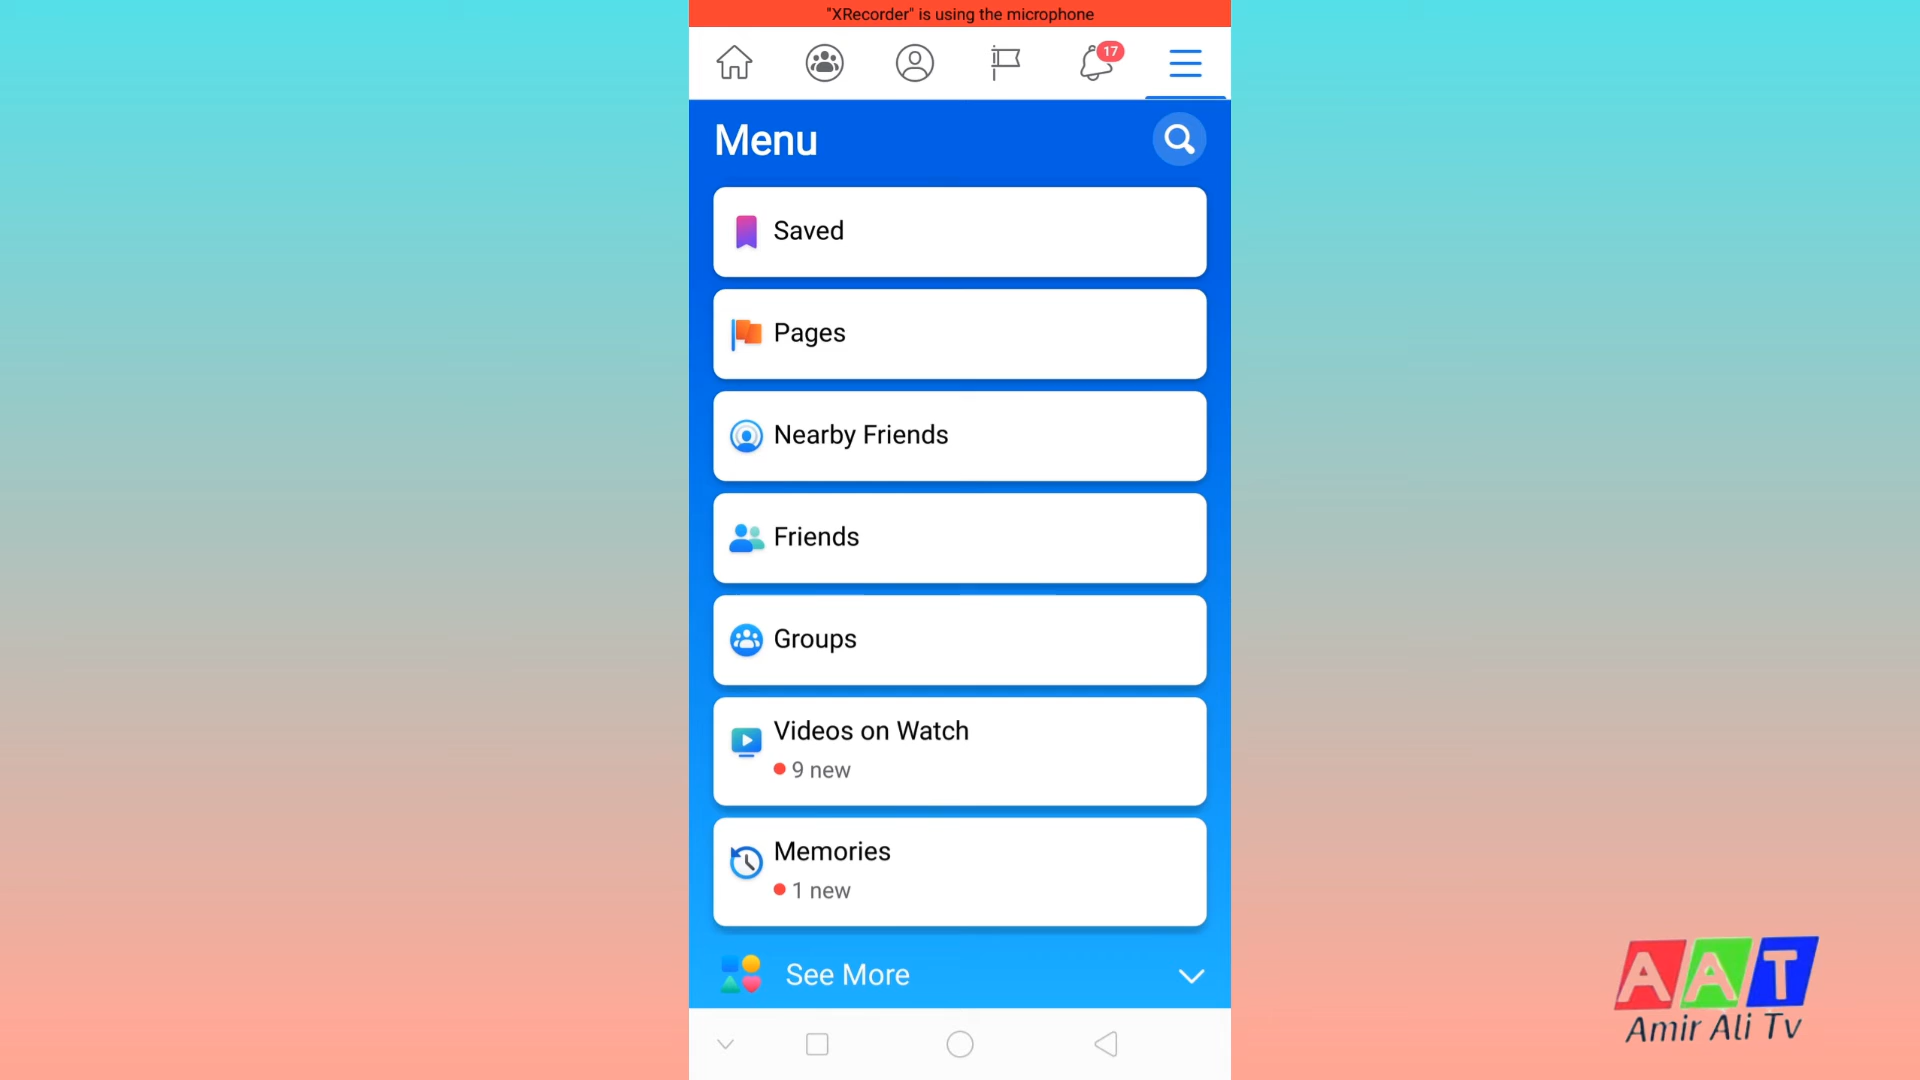 "XRecorder" is using the microphone
17
Menu
Saved
Pages
Nearby Friends
Friends
Groups
Videos on Watch
9 new
Memories
1 new
See More
AAT
Amir Ali Tv